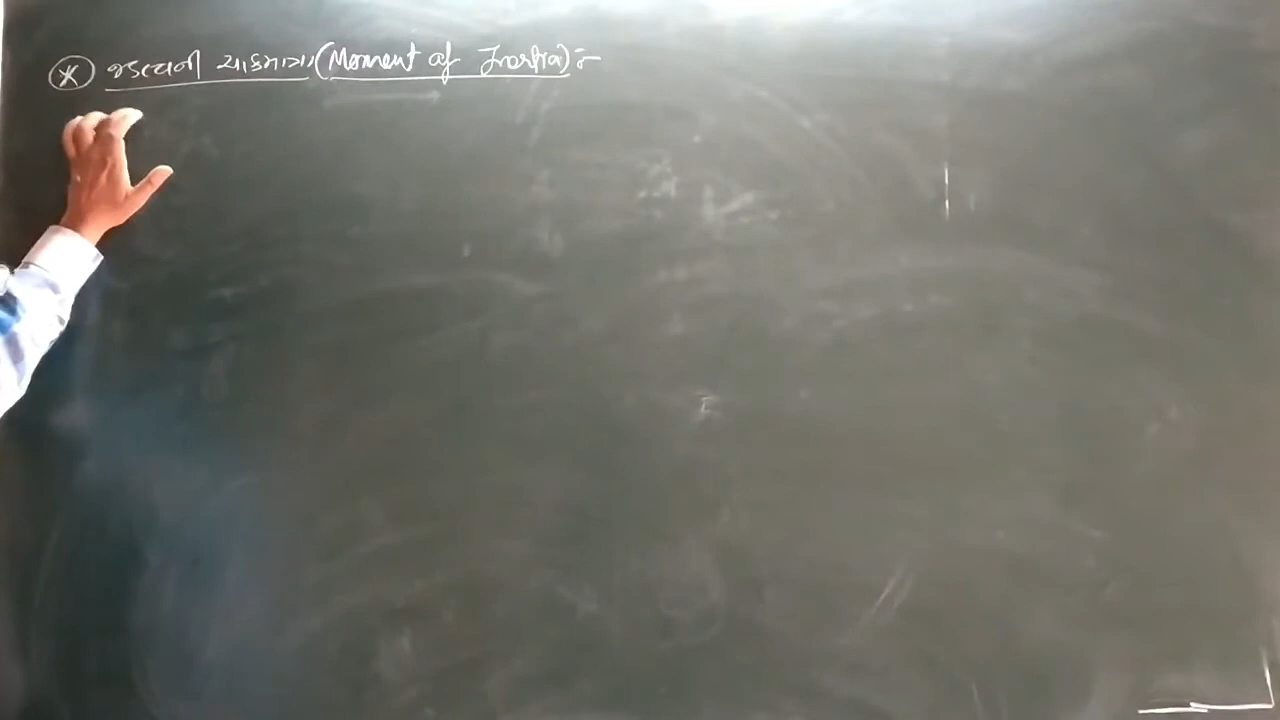 * જડત્વની ચાકમાત્રા (Moment of Inertia) :-